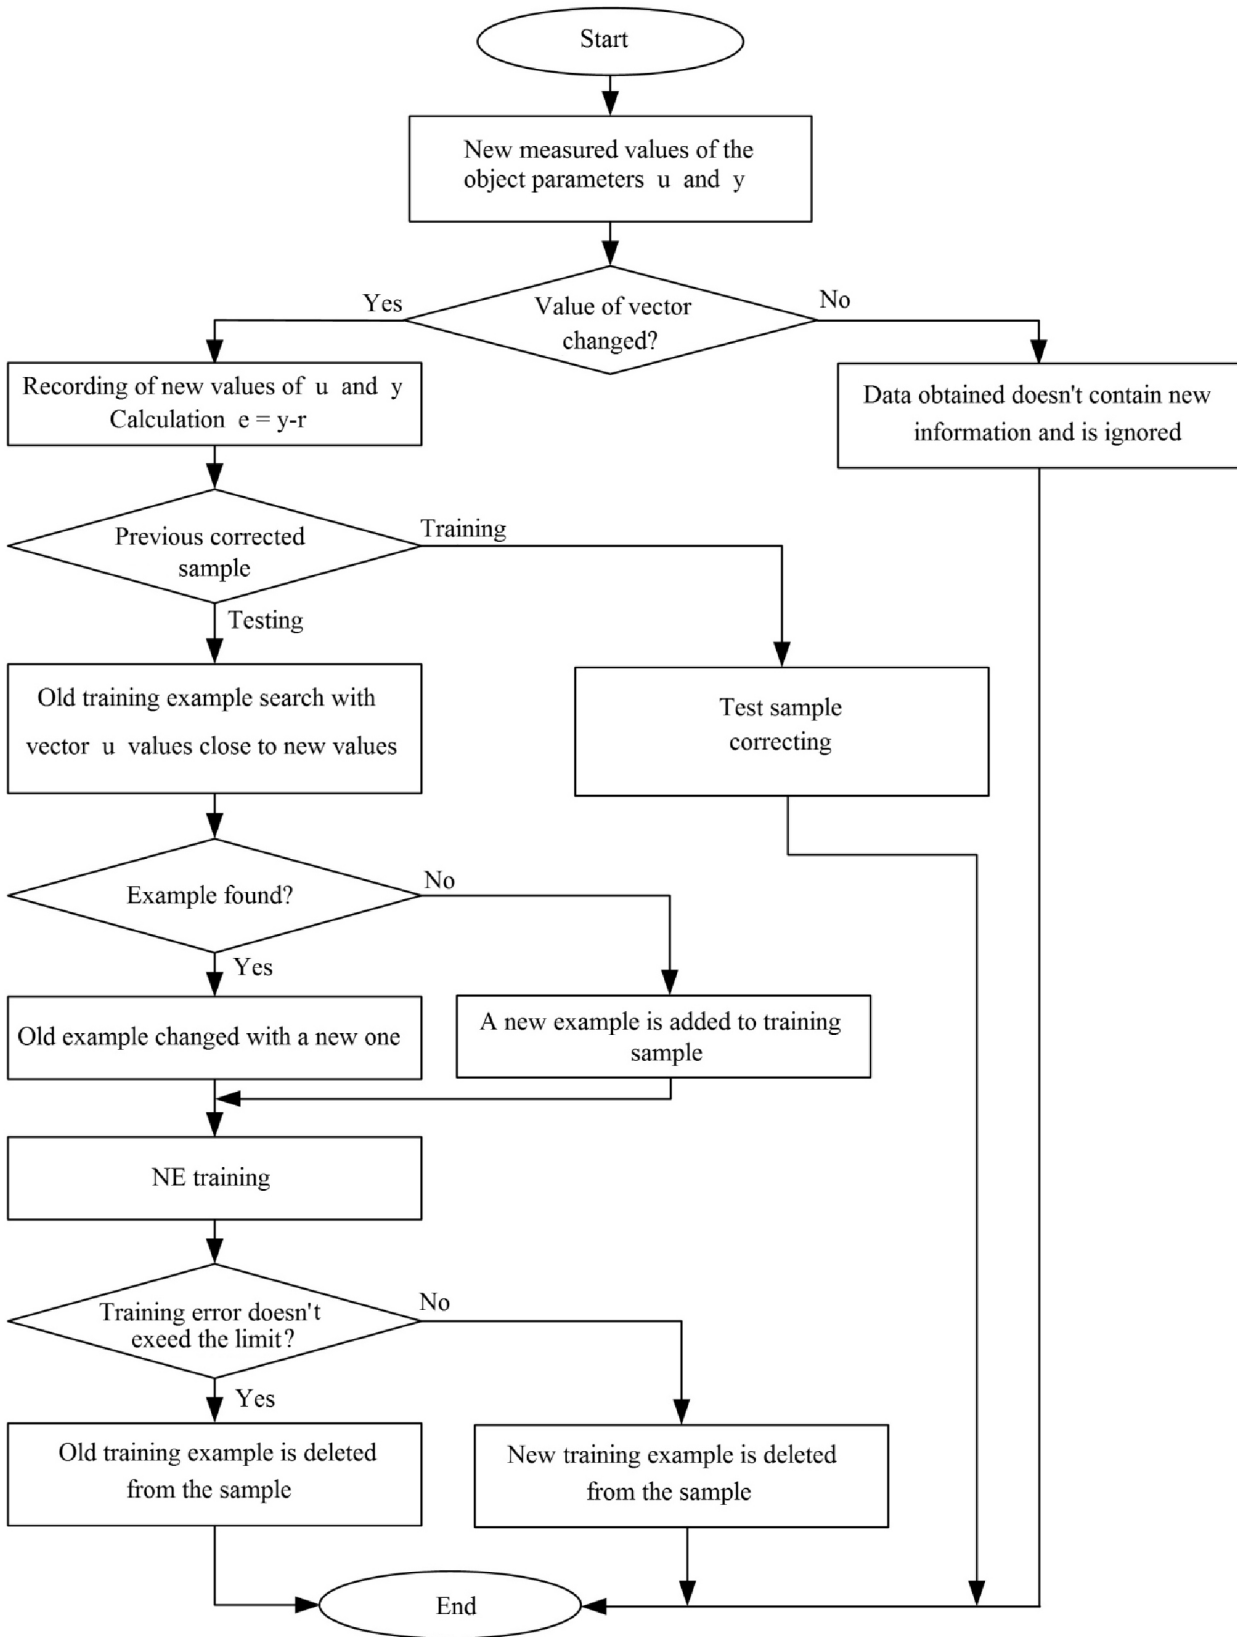 Start
New measured values of the
object parameters u and y
Yes
Value of vector
changed?
No
Recording of new values of u and y
Calculation e = y-r
Data obtained doesn't contain new
information and is ignored
Previous corrected
sample
Training
Testing
Old training example search with
vector u values close to new values
Test sample
correcting
Example found?
No
Yes
Old example changed with a new one
A new example is added to training
sample
NE training
Training error doesn't
exeed the limit?
No
Yes
Old training example is deleted
from the sample
New training example is deleted
from the sample
End